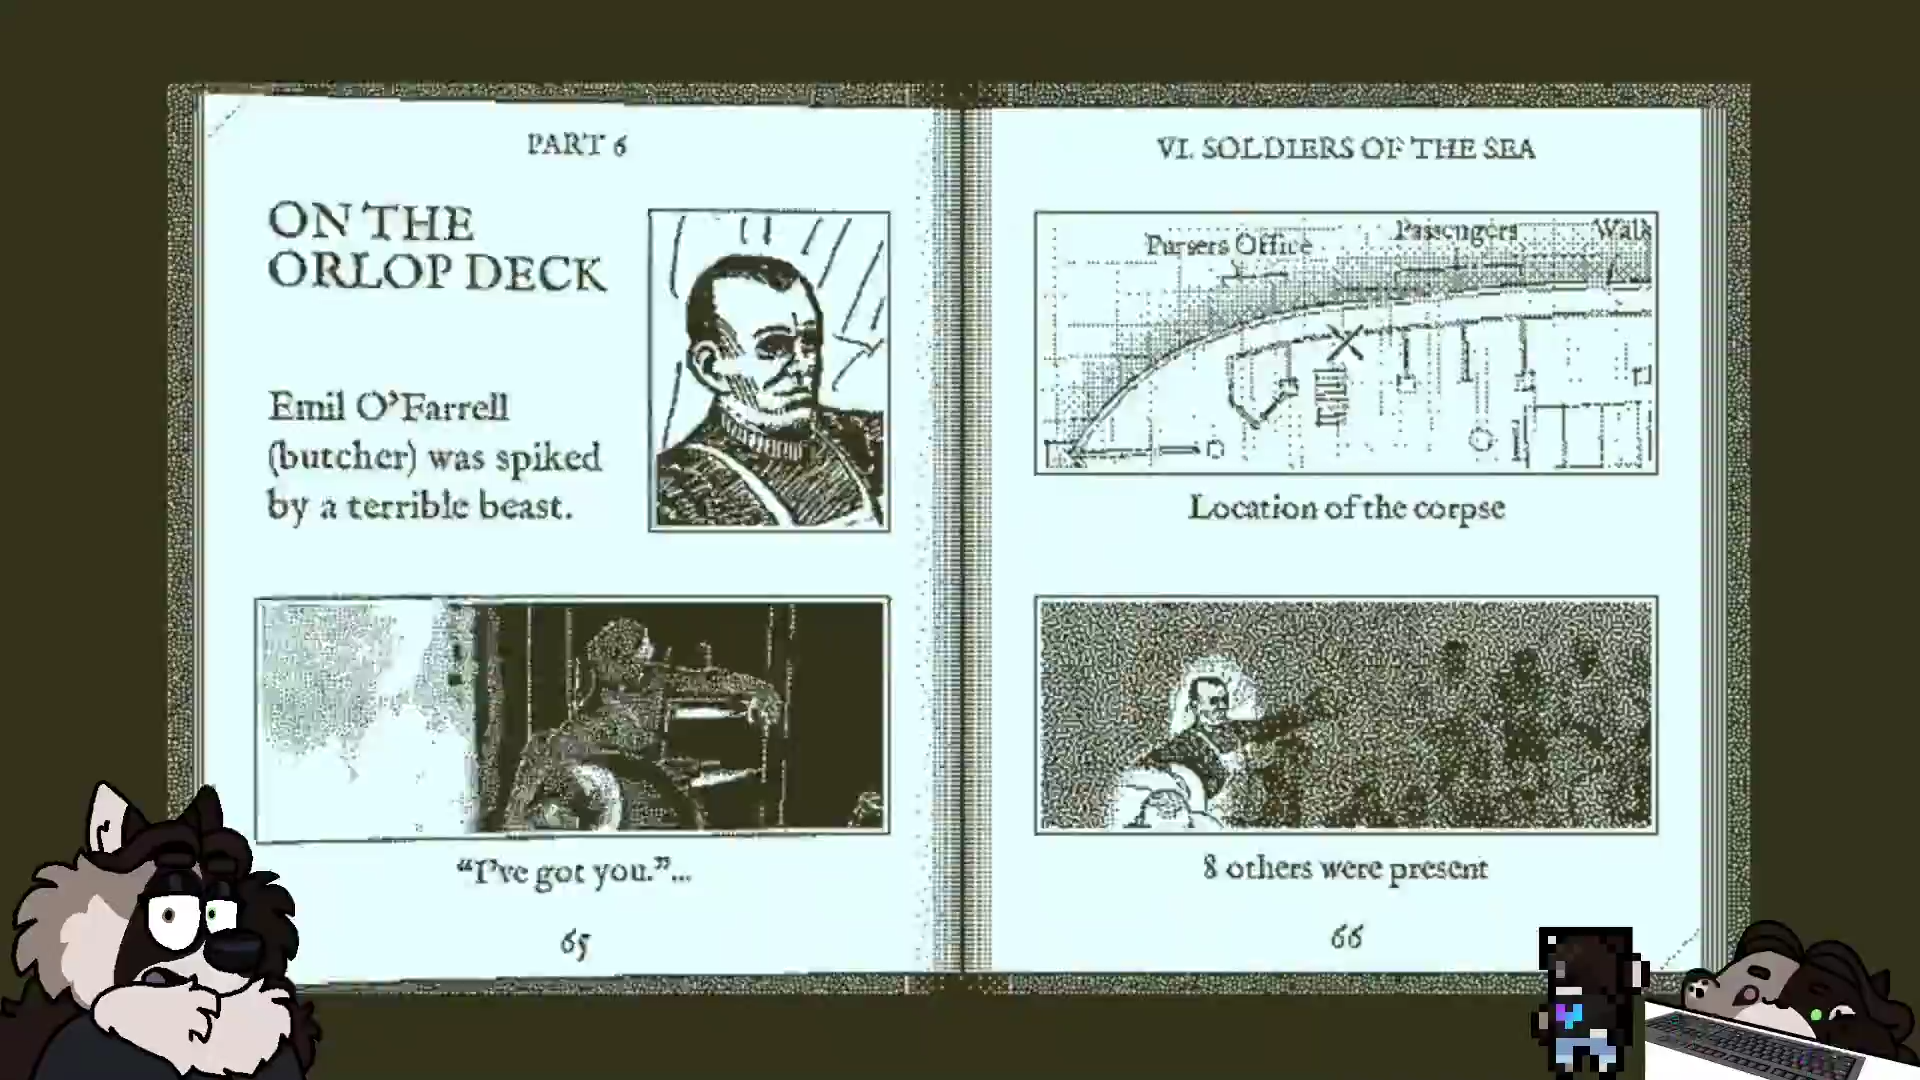 PART 6
ON THE
ORLOP DECK
Emil O'Farrell
(butcher) was spiked
by a terrible beast.
"I've got you."...
65
VI. SOLDIERS OF THE SEA
Pursers Office
Passengers
Walk
Location of the corpse
8 others were present
66